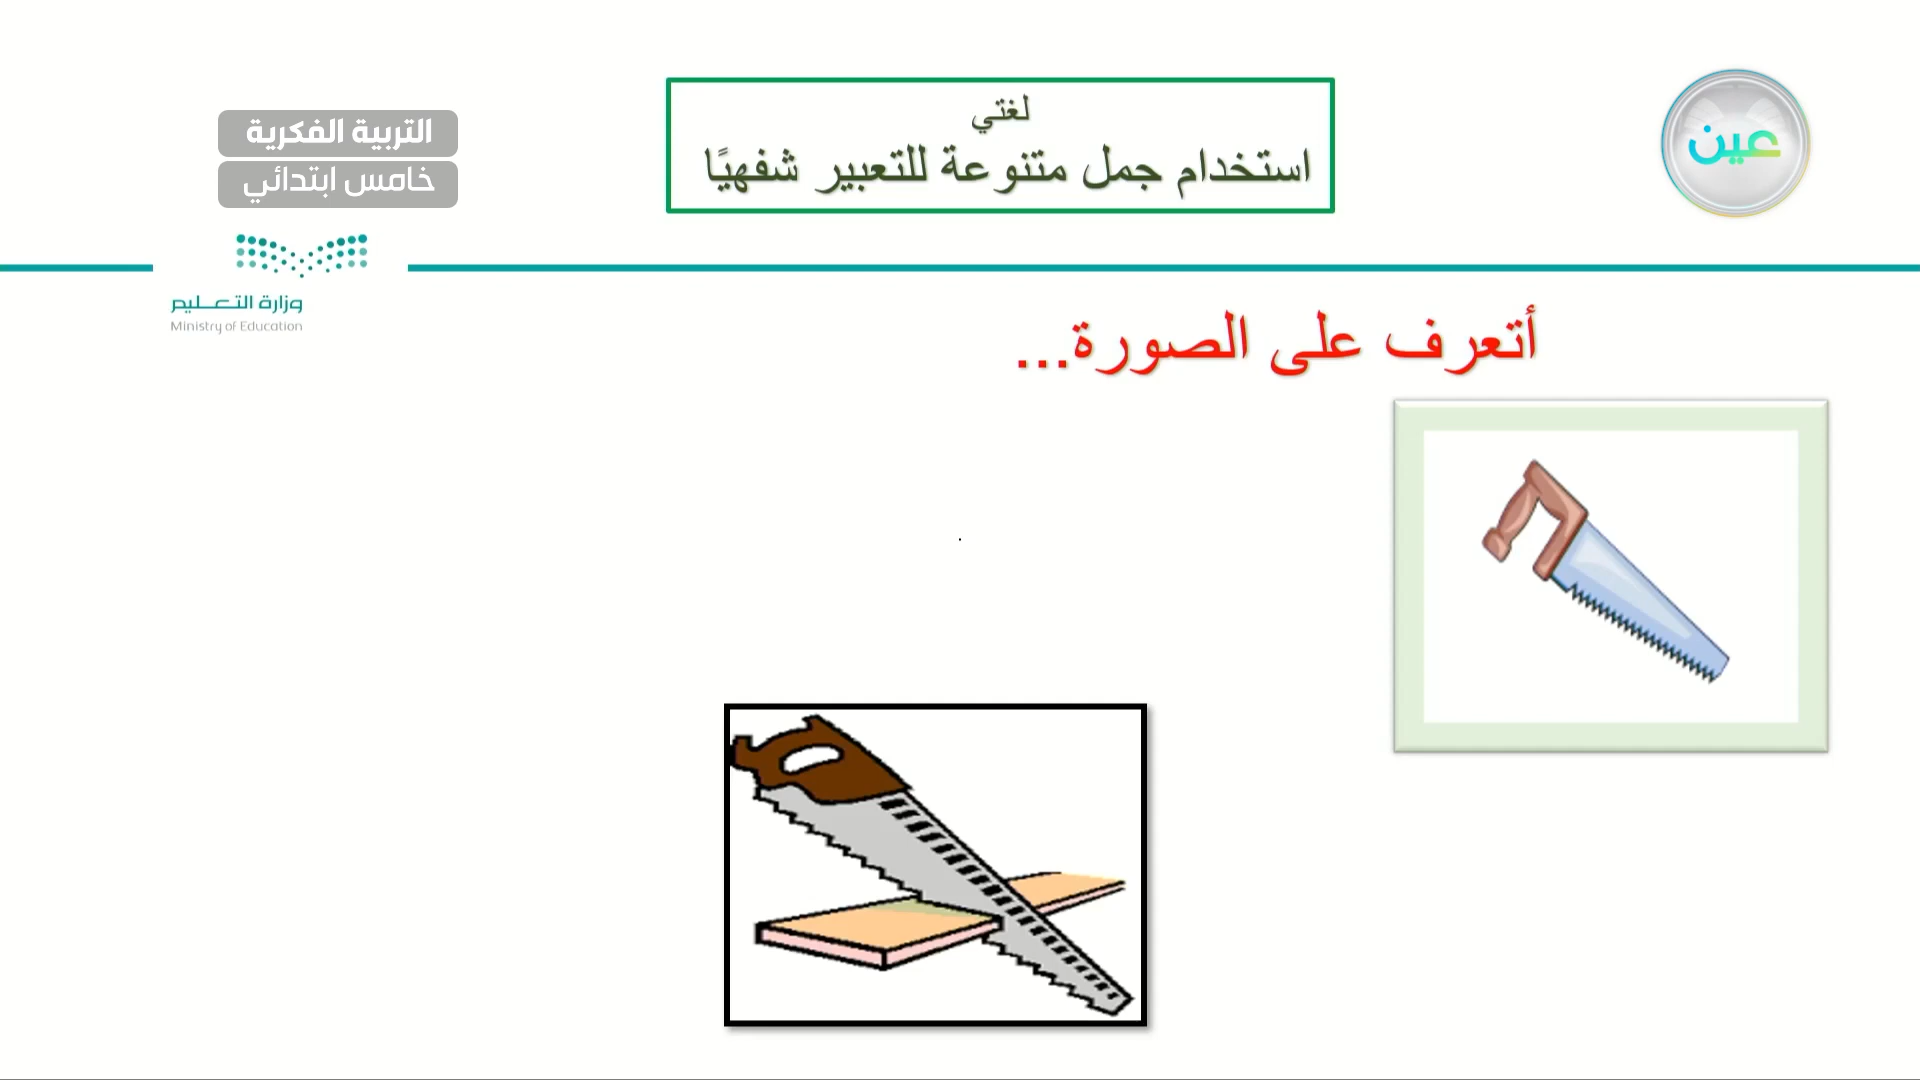 لغتي
استخدام جمل متنوعة للتعبير شفهيًا
عين
التربية الفكرية
خامس ابتدائي
وزارة التعليم
Ministry of Education
أتعرف على الصورة...